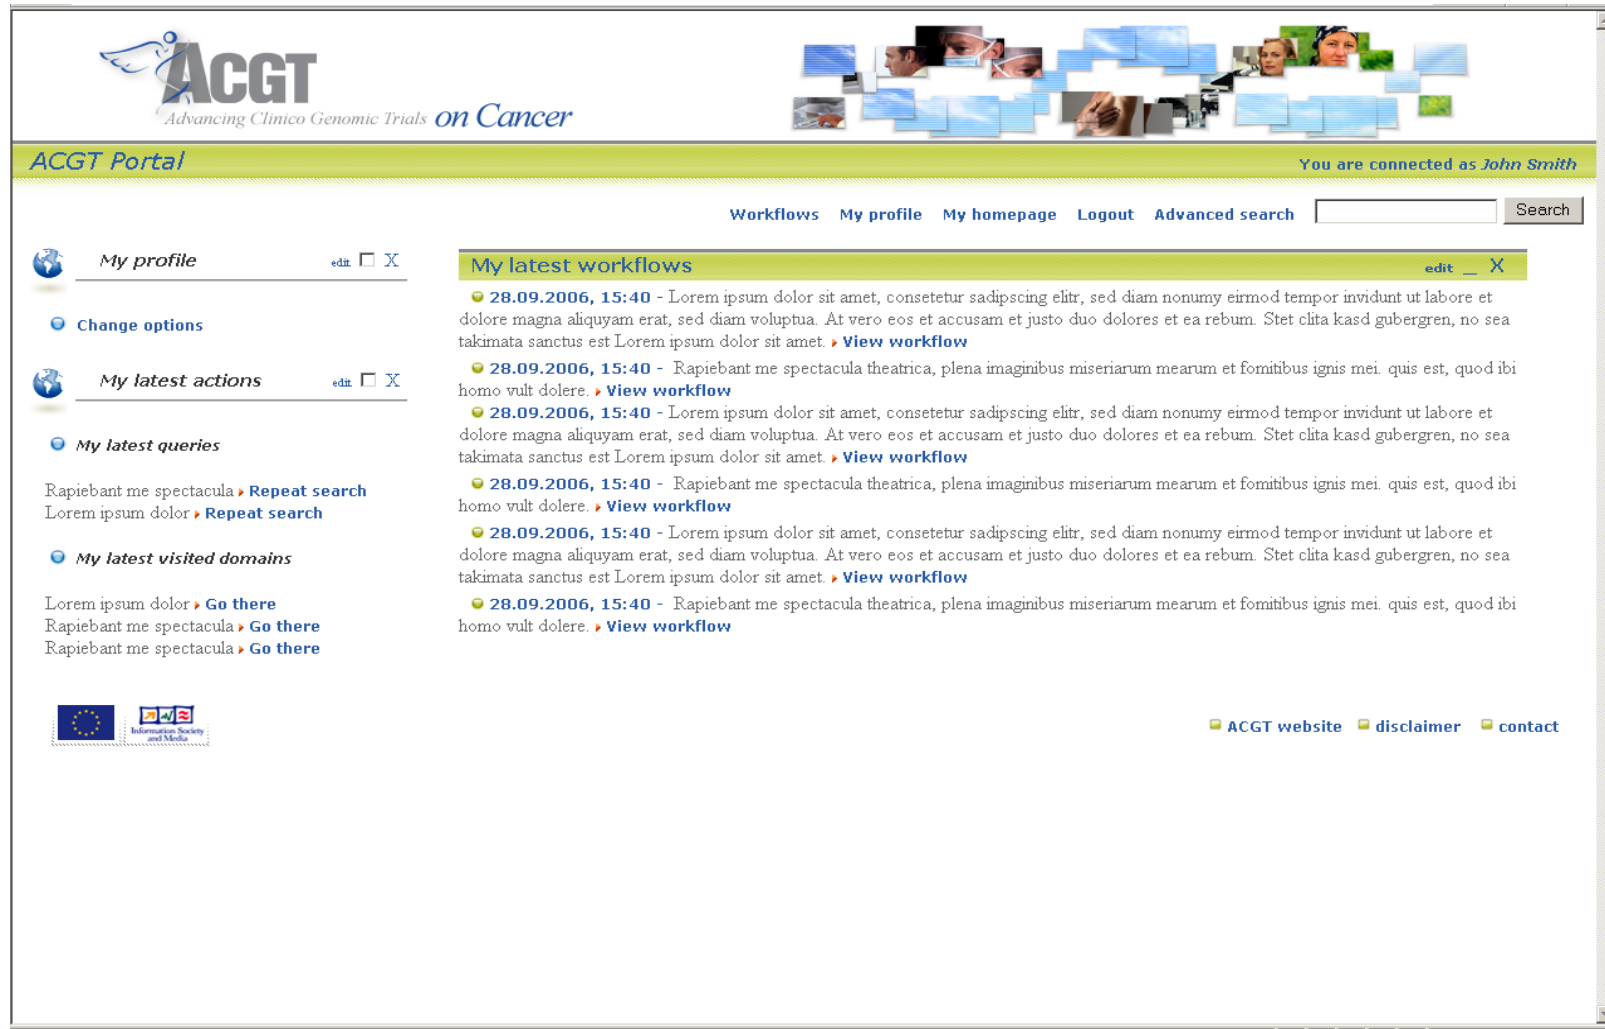 ACGT
Advancing Clinico Genomic Trials on Cancer
ACGT Portal
You are connected as John Smith
Workflows My profile My homepage Logout Advanced search Search
My profile edit X
Change options
My latest actions edit X
My latest queries
Rapiebant me spectacula Repeat search
Lorem ipsum dolor Repeat search
My latest visited domains
Lorem ipsum dolor Go there
Rapiebant me spectacula Go there
Rapiebant me spectacula Go there
My latest workflows edit _ X
28.09.2006, 15:40 - Lorem ipsum dolor sit amet, consetetur sadipscing elitr, sed diam nonumy eirmod tempor invidunt ut labore et
dolore magna aliquyam erat, sed diam voluptua. At vero eos et accusam et justo duo dolores et ea rebum. Stet clita kasd gubergren, no sea
takimata sanctus est Lorem ipsum dolor sit amet. View workflow
28.09.2006, 15:40 - Rapiebant me spectacula theatrica, plena imaginibus miseriarum mearum et fomitibus ignis mei. quis est, quod ibi
homo vult dolere. View workflow
28.09.2006, 15:40 - Lorem ipsum dolor sit amet, consetetur sadipscing elitr, sed diam nonumy eirmod tempor invidunt ut labore et
dolore magna aliquyam erat, sed diam voluptua. At vero eos et accusam et justo duo dolores et ea rebum. Stet clita kasd gubergren, no sea
takimata sanctus est Lorem ipsum dolor sit amet. View workflow
28.09.2006, 15:40 - Rapiebant me spectacula theatrica, plena imaginibus miseriarum mearum et fomitibus ignis mei. quis est, quod ibi
homo vult dolere. View workflow
28.09.2006, 15:40 - Lorem ipsum dolor sit amet, consetetur sadipscing elitr, sed diam nonumy eirmod tempor invidunt ut labore et
dolore magna aliquyam erat, sed diam voluptua. At vero eos et accusam et justo duo dolores et ea rebum. Stet clita kasd gubergren, no sea
takimata sanctus est Lorem ipsum dolor sit amet. View workflow
28.09.2006, 15:40 - Rapiebant me spectacula theatrica, plena imaginibus miseriarum mearum et fomitibus ignis mei. quis est, quod ibi
homo vult dolere. View workflow
Information Society
and Media
ACGT website disclaimer contact